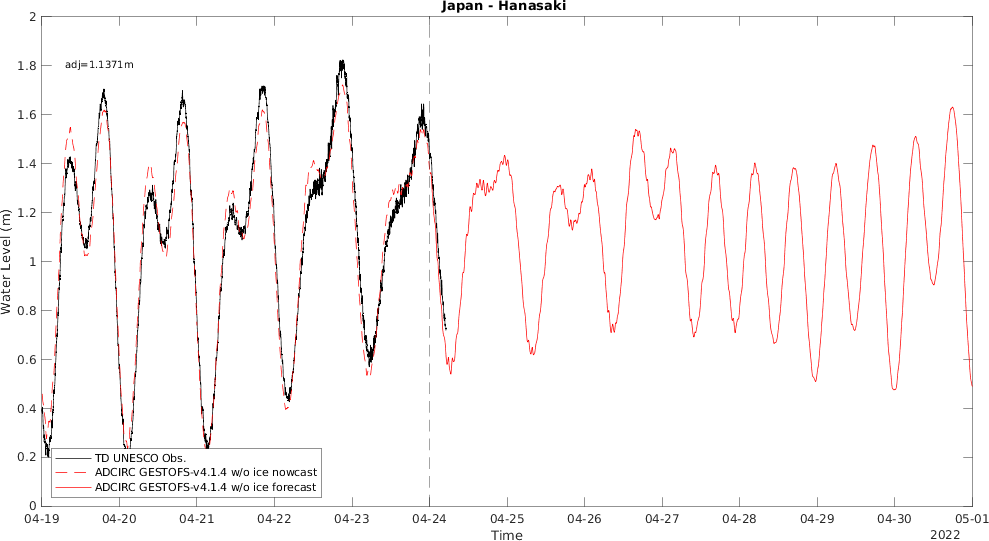 Japan - Hanasaki
2
1.8
1.6
1.4
1.2
1
0.8
0.6
0.4
0.2
0
Water Level (m)
adj=1.1371m
TD UNESCO Obs.
ADCIRC GESTOFS-v4.1.4 w/o ice nowcast
ADCIRC GESTOFS-v4.1.4 w/o ice forecast
04-19 04-20 04-21 04-22 04-23 04-24 04-25 04-26 04-27 04-28 04-29 04-30 05-01
Time
2022